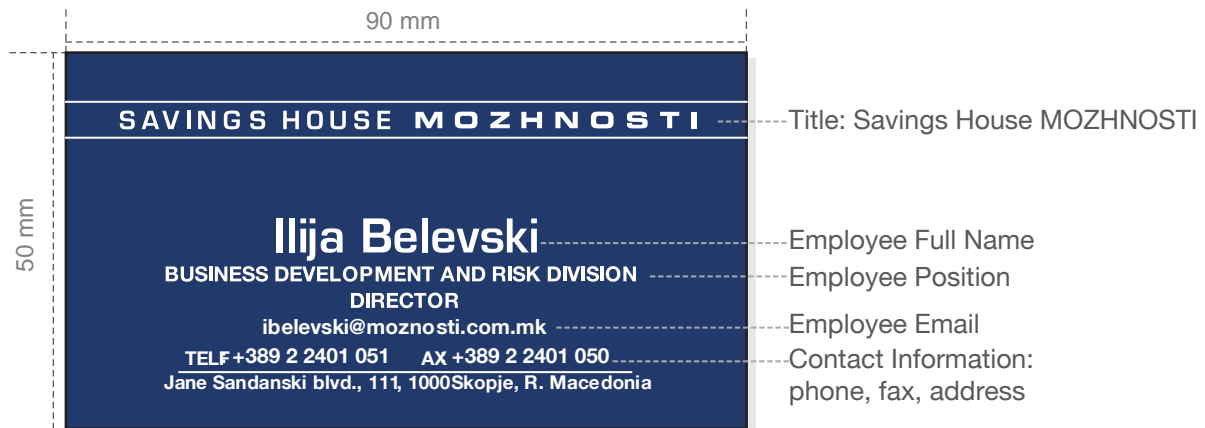 90 mm
50 mm
SAVINGS HOUSE MOZHNOSTI
Title: Savings House MOZHNOSTI
Ilija Belevski
Employee Full Name
BUSINESS DEVELOPMENT AND RISK DIVISION
Employee Position
DIRECTOR
ibelevski@moznosti.com.mk
Employee Email
TELF +389 2 2401 051 AX +389 2 2401 050
Contact Information:
Jane Sandanski blvd., 111, 1000Skopje, R. Macedonia
phone, fax, address